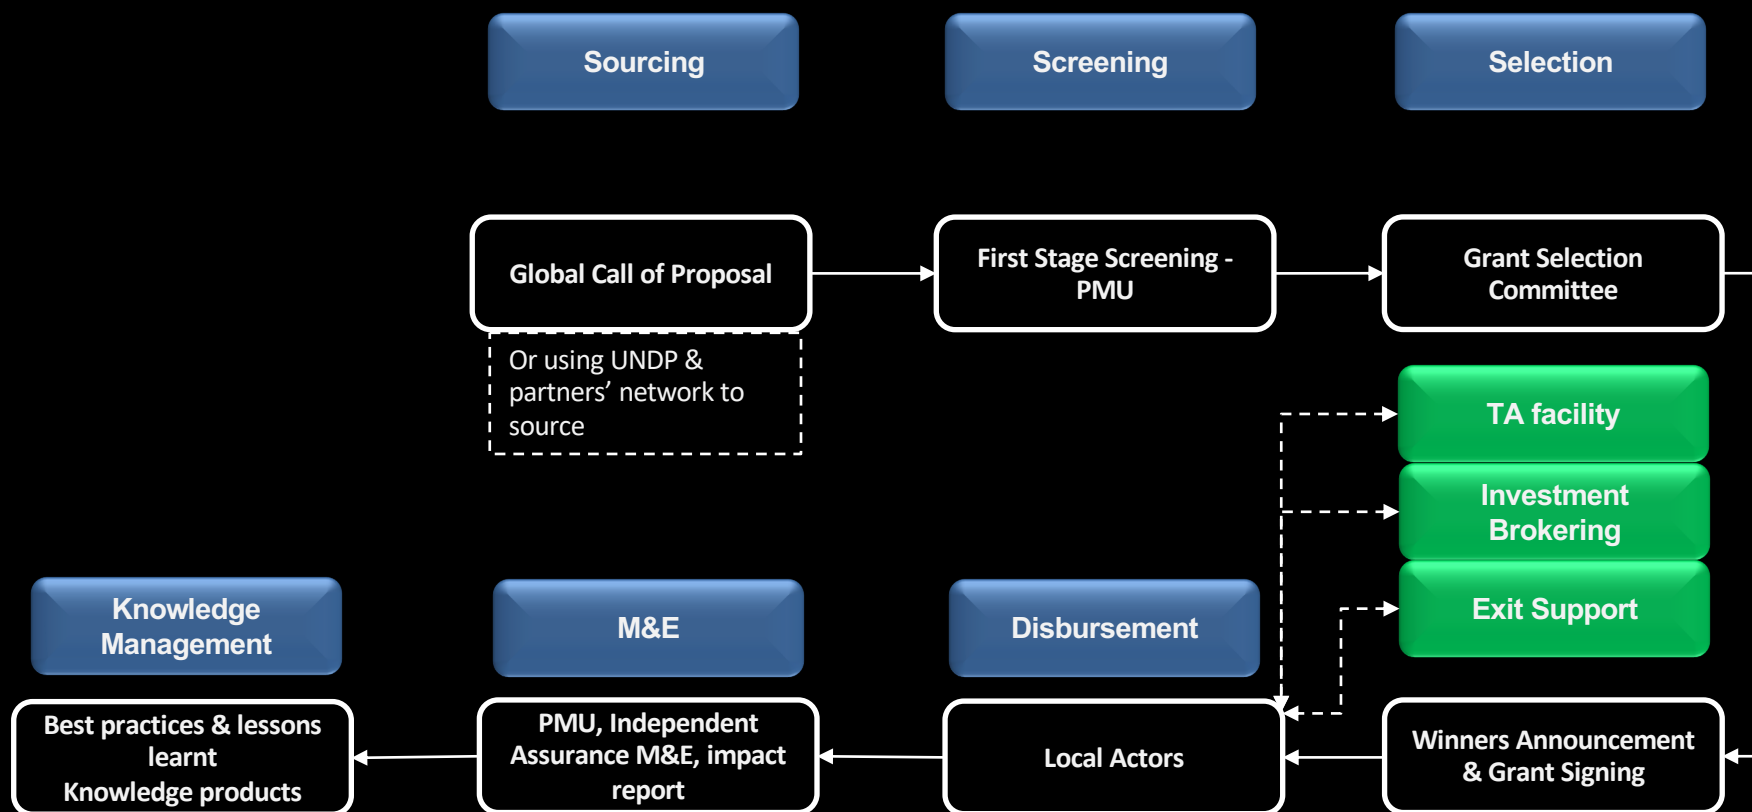 Sourcing
Screening
Selection
Global Call of Proposal
First Stage Screening -
PMU
Grant Selection
Committee
Or using UNDP &
partners’ network to
source
TA facility
Investment
Brokering
Exit Support
Knowledge
Management
M&E
Disbursement
Best practices & lessons
learnt
Knowledge products
PMU, Independent
Assurance M&E, impact
report
Local Actors
Winners Announcement
& Grant Signing